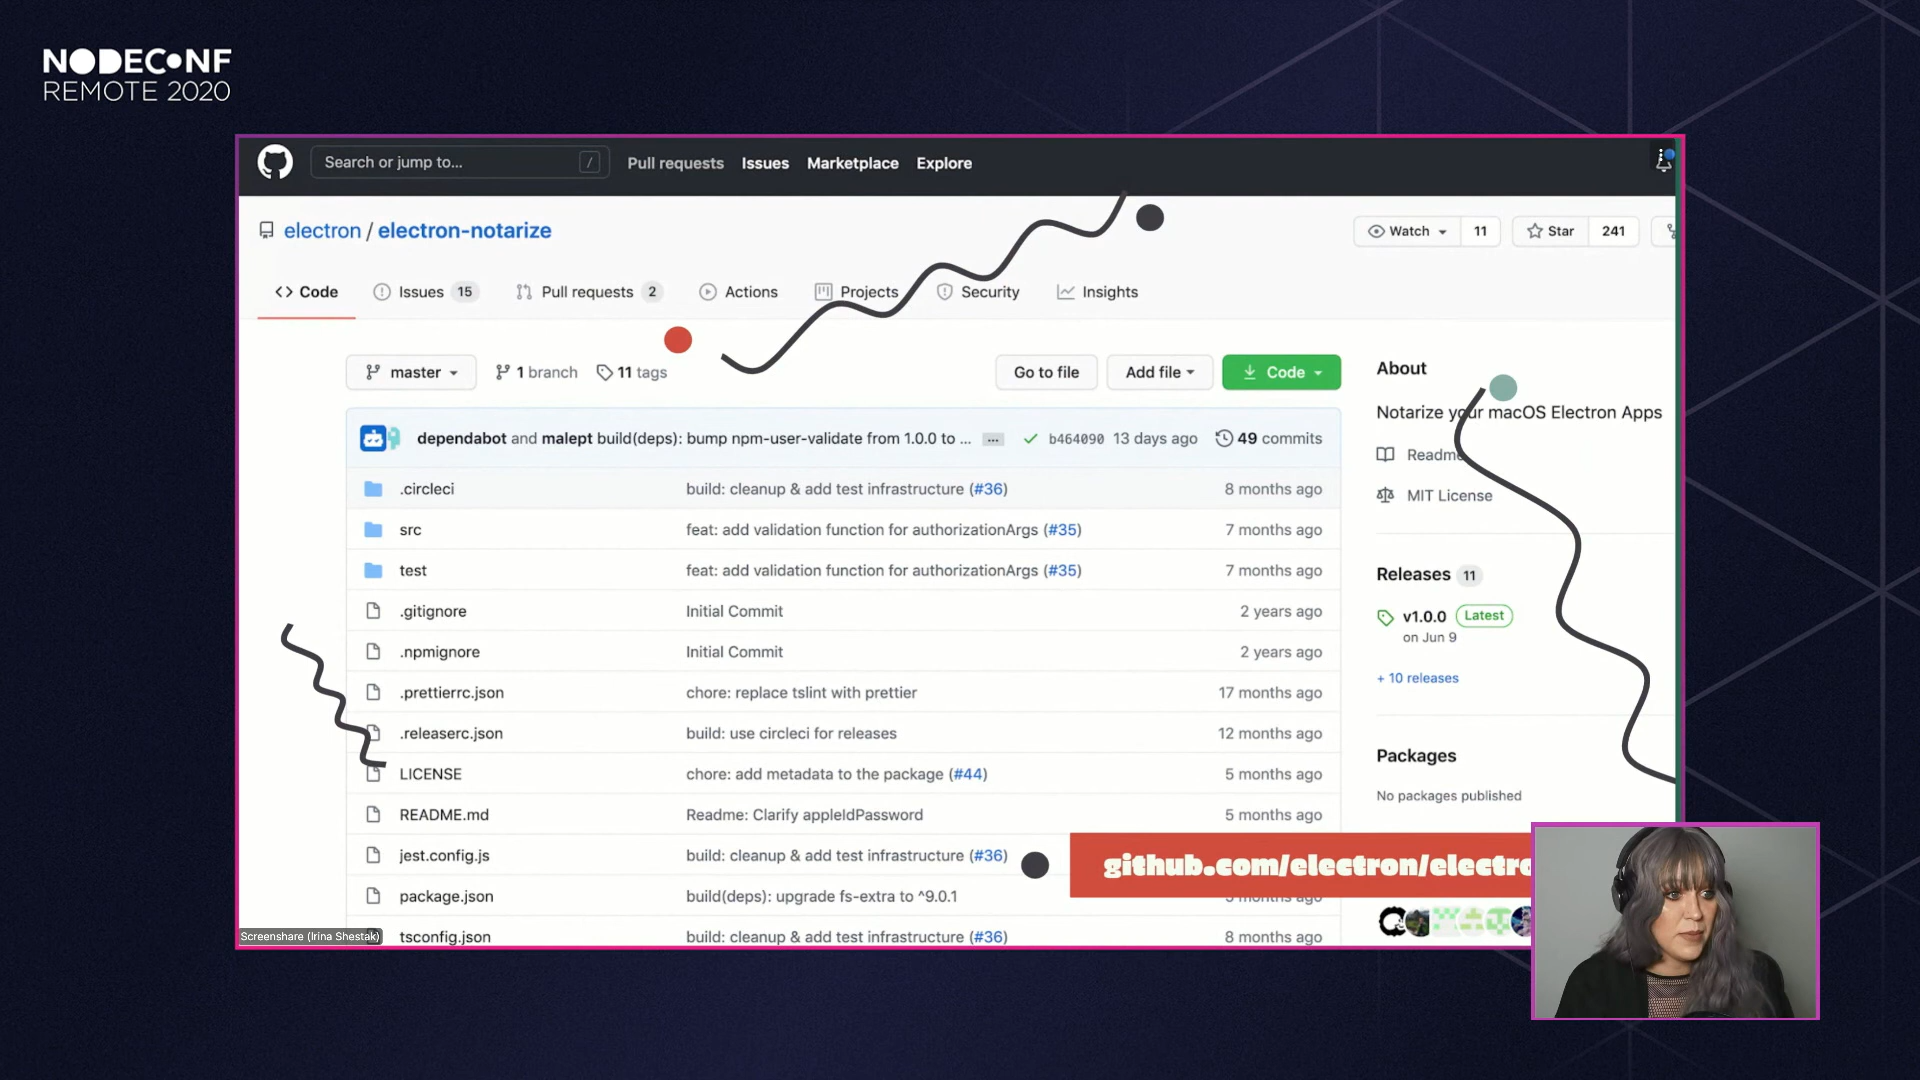 NODECONF
REMOTE 2020
Search or jump to... / Pull requests Issues Marketplace Explore
electron / electron-notarize
Watch 11 Star 241
Code Issues 15 Pull requests 2 Actions Projects Security Insights
master 1 branch 11 tags Go to file Add file Code
dependabot and malept build(deps): bump npm-user-validate from 1.0.0 to ... ... b464090 13 days ago 49 commits
.circleci build: cleanup & add test infrastructure (#36) 8 months ago
src feat: add validation function for authorizationArgs (#35) 7 months ago
test feat: add validation function for authorizationArgs (#35) 7 months ago
.gitignore Initial Commit 2 years ago
.npmignore Initial Commit 2 years ago
.prettierrc.json chore: replace tslint with prettier 17 months ago
.releaserc.json build: use circleci for releases 12 months ago
LICENSE chore: add metadata to the package (#44) 5 months ago
README.md Readme: Clarify appleIdPassword 5 months ago
jest.config.js build: cleanup & add test infrastructure (#36)
package.json build(deps): upgrade fs-extra to ^9.0.1 months ago
tsconfig.json build: cleanup & add test infrastructure (#36) 8 months ago
About
Notarize your macOS Electron Apps
Readme
MIT License
Releases 11
v1.0.0 Latest
on Jun 9
+ 10 releases
Packages
No packages published
github.com/electron/electro
Screenshare (Irina Shestak)